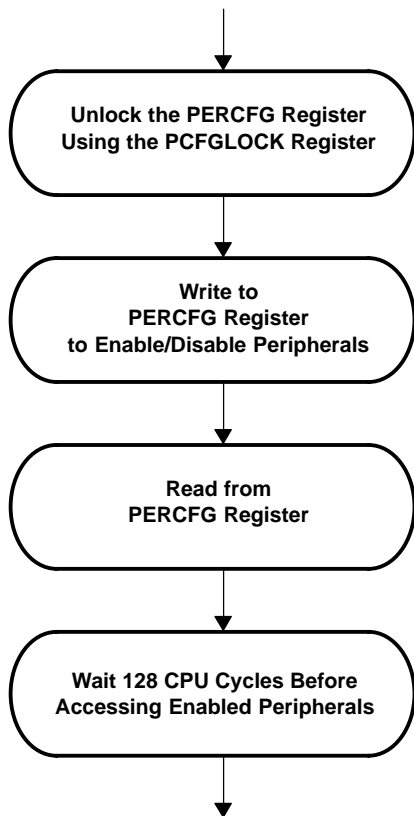 Unlock the PERCFG Register
Using the PCFGLOCK Register
Write to
PERCFG Register
to Enable/Disable Peripherals
Read from
PERCFG Register
Wait 128 CPU Cycles Before
Accessing Enabled Peripherals